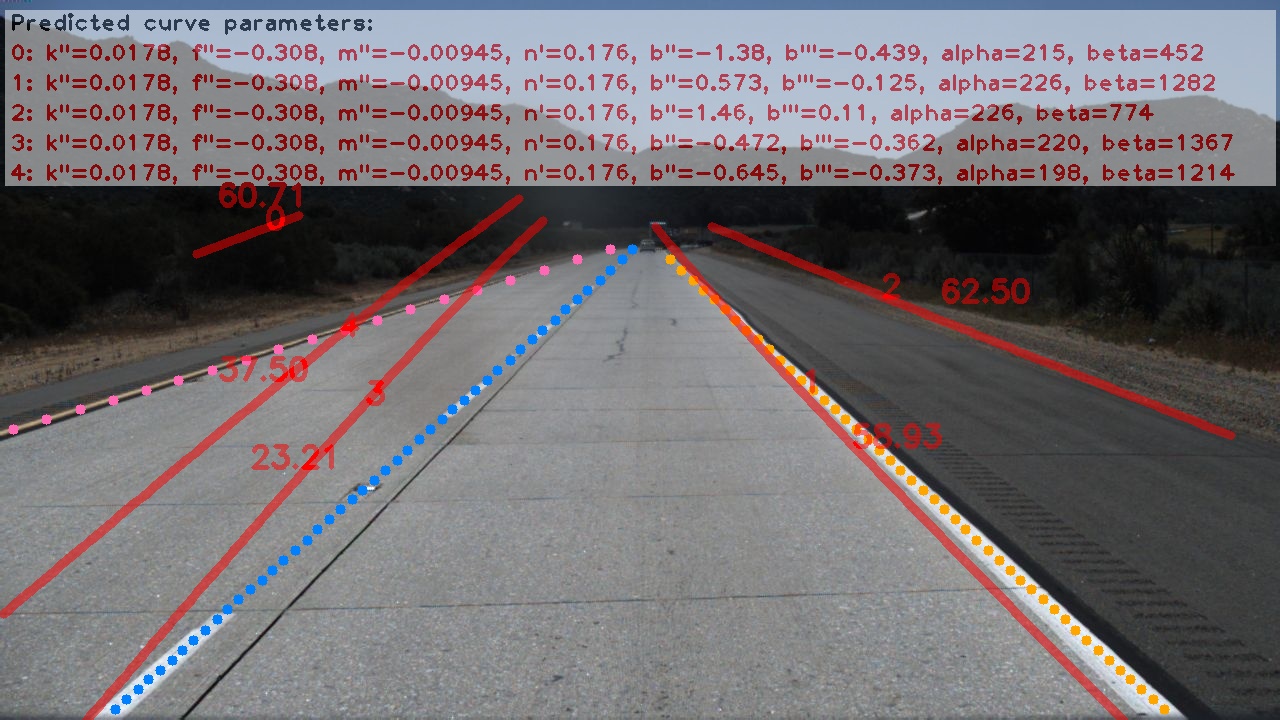 Predicted curve parameters:
0: k''=0.0178, f''=-0.308, m''=-0.00945, n'=0.176, b''=-1.38, b'''=-0.439, alpha=215, beta=452
1: k''=0.0178, f''=-0.308, m''=-0.00945, n'=0.176, b''=0.573, b'''=-0.125, alpha=226, beta=1282
2: k''=0.0178, f''=-0.308, m''=-0.00945, n'=0.176, b''=1.46, b'''=0.11, alpha=226, beta=774
3: k''=0.0178, f''=-0.308, m''=-0.00945, n'=0.176, b''=-0.472, b'''=-0.362, alpha=220, beta=1367
4: k''=0.0178, f''=-0.308, m''=-0.00945, n'=0.176, b''=-0.645, b'''=-0.373, alpha=198, beta=1214
60.71
0
2 62.50
4
37.50
3
1
58.93
23.21